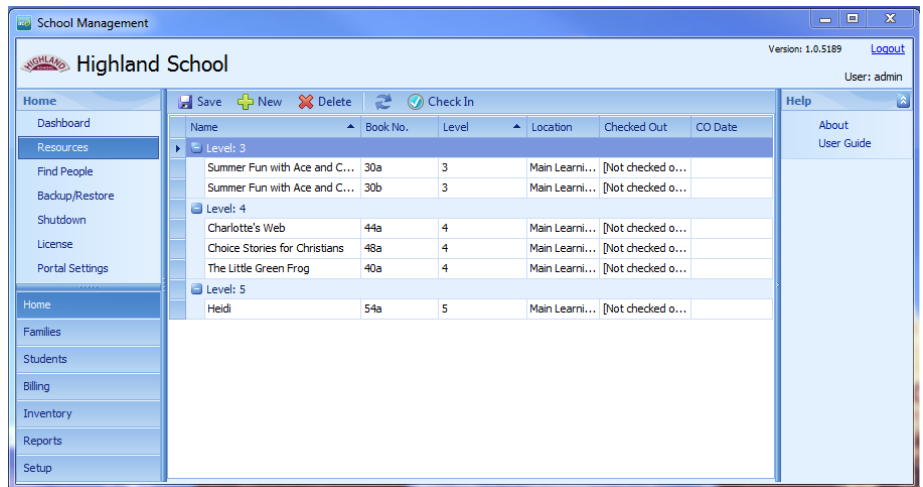 School Management
Version: 1.0.5189 Logout
HIGHLAND SCHOOL Highland School
User: admin
Home
Dashboard
Resources
Find People
Backup/Restore
Shutdown
License
Portal Settings
Home
Families
Students
Billing
Inventory
Reports
Setup
Save New Delete Check In
Name Book No. Level Location Checked Out CO Date
Level: 3
Summer Fun with Ace and C... 30a 3 Main Learni... [Not checked o...
Summer Fun with Ace and C... 30b 3 Main Learni... [Not checked o...
Level: 4
Charlotte's Web 44a 4 Main Learni... [Not checked o...
Choice Stories for Christians 48a 4 Main Learni... [Not checked o...
The Little Green Frog 40a 4 Main Learni... [Not checked o...
Level: 5
Heidi 54a 5 Main Learni... [Not checked o...
Help
About
User Guide